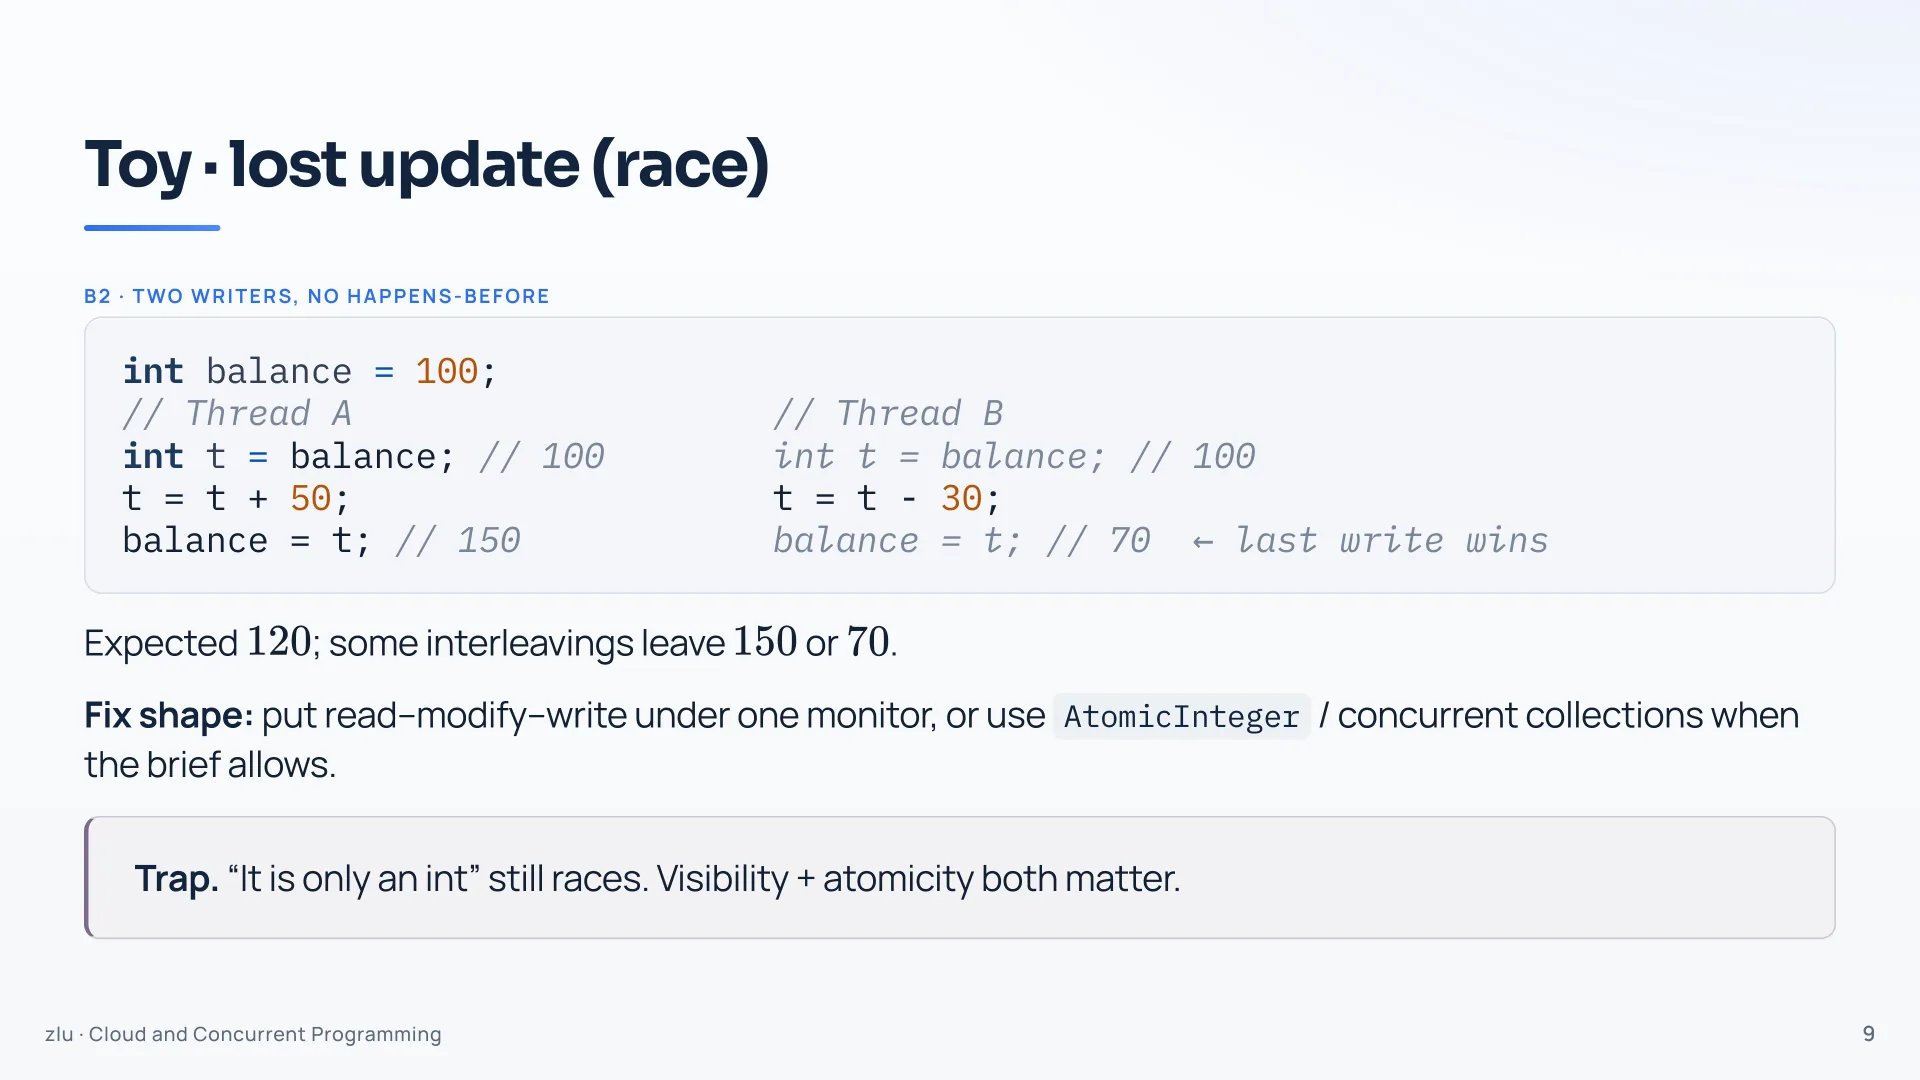 Toy · lost update (race)
B2 · TWO WRITERS, NO HAPPENS-BEFORE
int balance = 100;
// Thread A                    // Thread B
int t = balance; // 100        int t = balance; // 100
t = t + 50;                    t = t - 30;
balance = t; // 150            balance = t; // 70  ← last write wins
Expected 120; some interleavings leave 150 or 70.
Fix shape: put read–modify–write under one monitor, or use AtomicInteger / concurrent collections when
the brief allows.
Trap. “It is only an int” still races. Visibility + atomicity both matter.
zlu · Cloud and Concurrent Programming
9